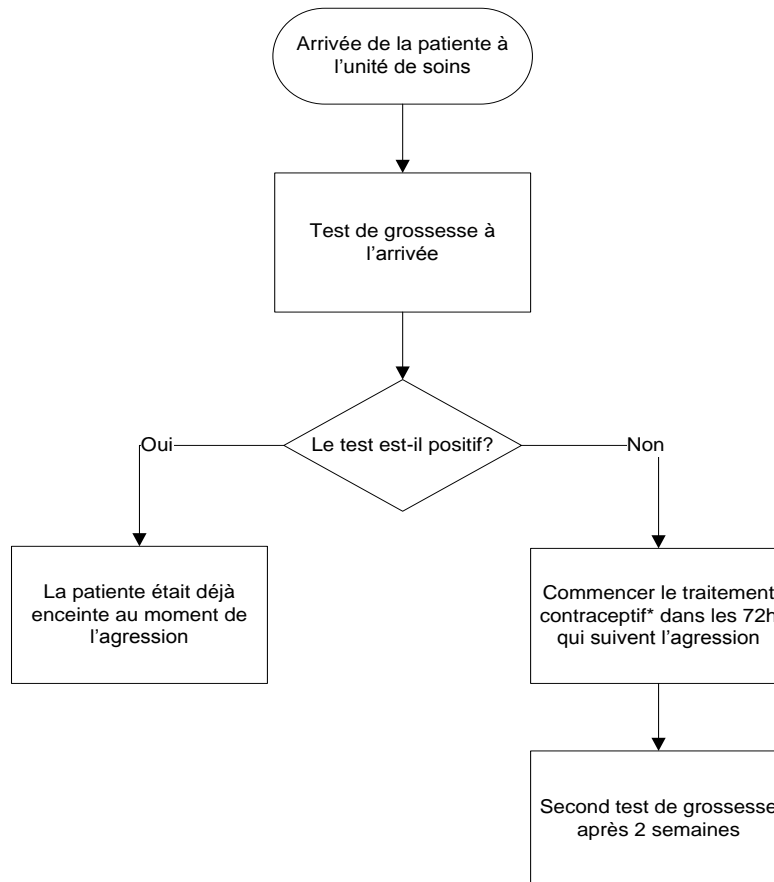 Arrivée de la patiente à
l'unité de soins
Test de grossesse à
l'arrivée
Le test est-il positif?
Oui
Non
La patiente était déjà
enceinte au moment de
l'agression
Commencer le traitement
contraceptif* dans les 72h
qui suivent l'agression
Second test de grossesse
après 2 semaines